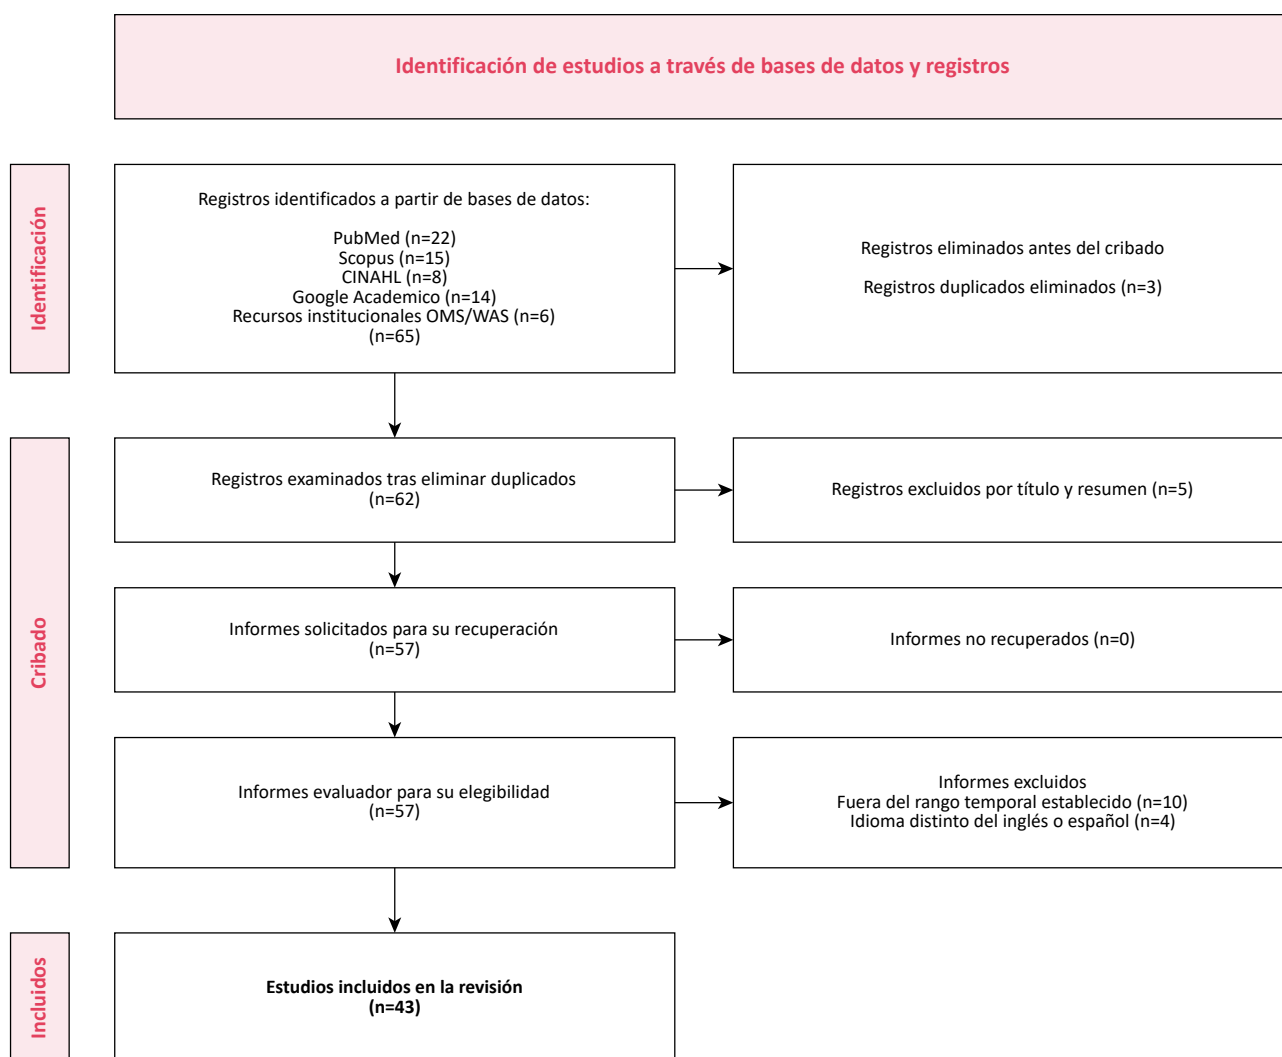 Identificación de estudios a través de bases de datos y registros
Identificación
Registros identificados a partir de bases de datos:
PubMed (n=22)
Scopus (n=15)
CINAHL (n=8)
Google Academico (n=14)
Recursos institucionales OMS/WAS (n=6)
(n=65)
Registros eliminados antes del cribado
Registros duplicados eliminados (n=3)
Cribado
Registros examinados tras eliminar duplicados
(n=62)
Registros excluidos por título y resumen (n=5)
Informes solicitados para su recuperación
(n=57)
Informes no recuperados (n=0)
Informes evaluador para su elegibilidad
(n=57)
Informes excluidos
Fuera del rango temporal establecido (n=10)
Idioma distinto del inglés o español (n=4)
Incluidos
Estudios incluidos en la revisión
(n=43)